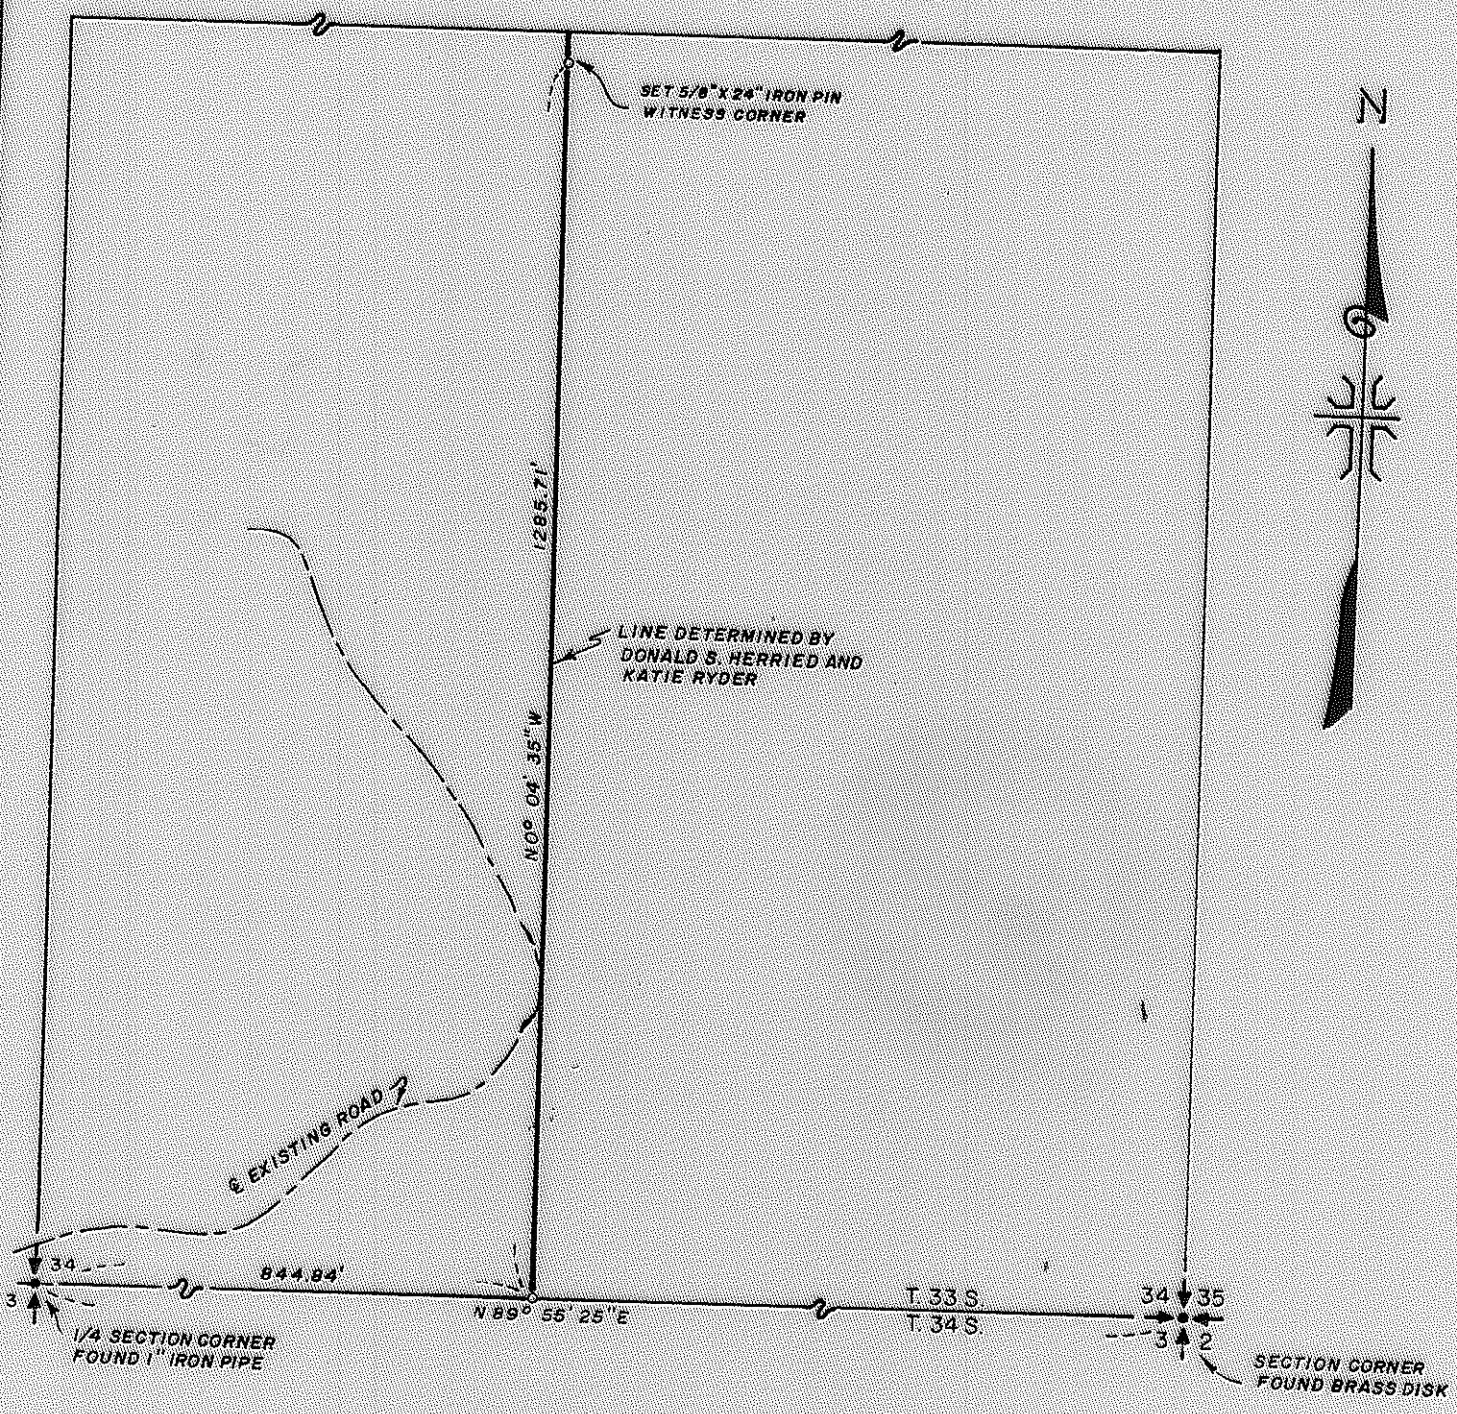 SET 5/8" X 24" IRON PIN
WITNESS CORNER
N
1285.71'
LINE DETERMINED BY
DONALD S. HERRIED AND
KATIE RYDER
N0° 04' 35" W
℄ EXISTING ROAD
34
844.84'
3
N 89° 55' 25" E
T. 33 S.
T. 34 S.
34 35
3 2
1/4 SECTION CORNER
FOUND 1" IRON PIPE
SECTION CORNER
FOUND BRASS DISK